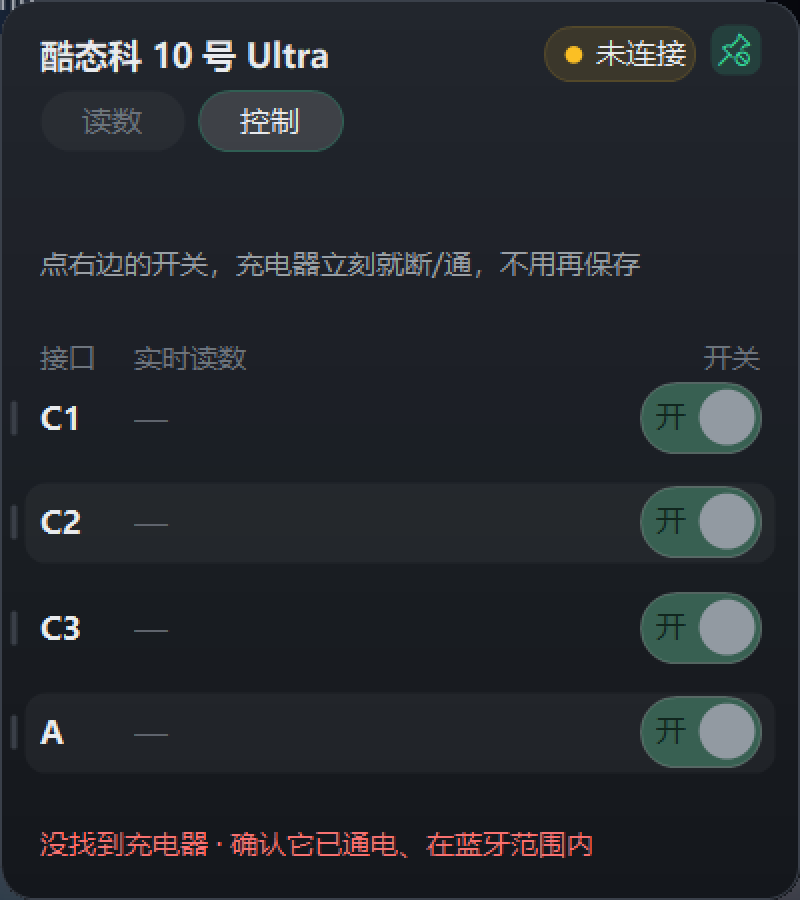 酷态科 10 号 Ultra
未连接
读数
控制
点右边的开关，充电器立刻就断/通，不用再保存
接口 实时读数 开关
C1 — 开
C2 — 开
C3 — 开
A — 开
没找到充电器 · 确认它已通电、在蓝牙范围内